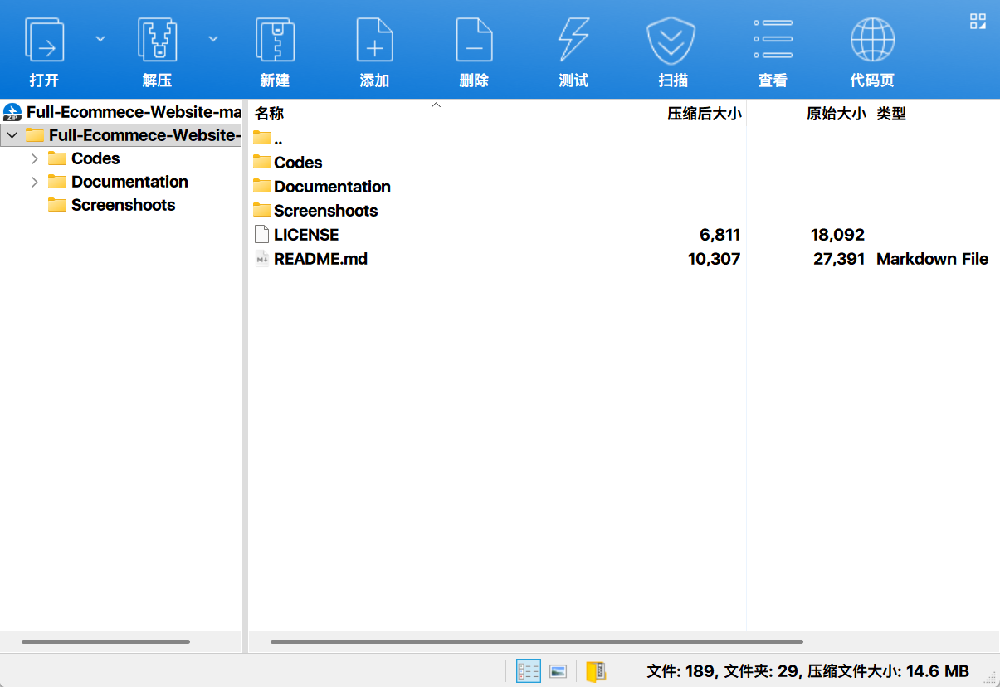 打开 解压 新建 添加 删除 测试 扫描 查看 代码页
Full-Ecommece-Website-ma
Full-Ecommece-Website-
Codes
Documentation
Screenshoots
名称 压缩后大小 原始大小 类型
..
Codes
Documentation
Screenshoots
LICENSE 6,811 18,092
README.md 10,307 27,391 Markdown File
文件: 189, 文件夹: 29, 压缩文件大小: 14.6 MB